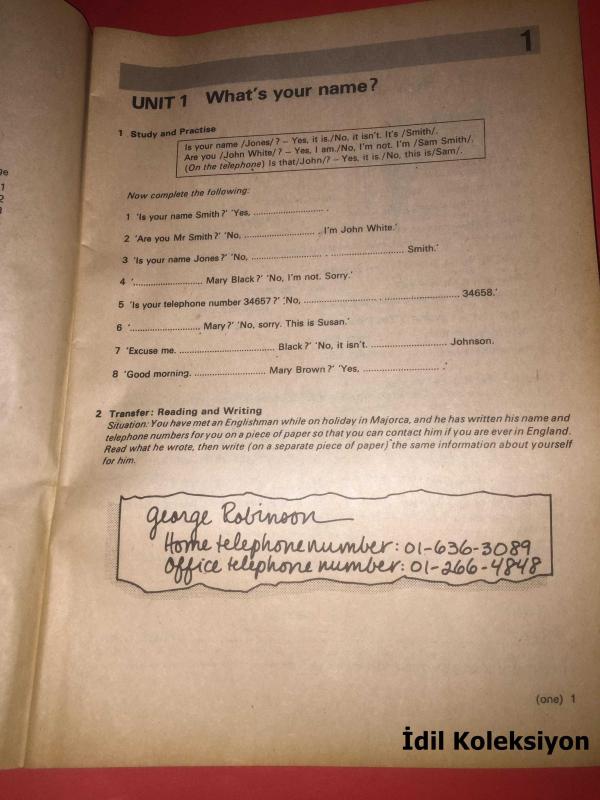 1
UNIT 1 What's your name?
1 Study and Practise
Is your name /Jones/? – Yes, it is./No, it isn't. It's /Smith/.
Are you /John White/? – Yes, I am./No, I'm not. I'm /Sam Smith/.
(On the telephone) Is that/John/? – Yes, it is./No, this is/Sam/.
Now complete the following:
1 'Is your name Smith?' 'Yes, ........................ .
2 'Are you Mr Smith?' 'No, ........................ . I'm John White.'
3 'Is your name Jones?' 'No, ........................ . ........................ Smith.'
4 '........................ Mary Black?' 'No, I'm not. Sorry.'
5 'Is your telephone number 34657?' 'No, ........................ . ........................ 34658.'
6 '........................ Mary?' 'No, sorry. This is Susan.'
7 'Excuse me. ........................ Black?' 'No, it isn't. ........................ Johnson.
8 'Good morning. ........................ Mary Brown?' 'Yes, ........................ .'
2 Transfer: Reading and Writing
Situation: You have met an Englishman while on holiday in Majorca, and he has written his name and
telephone numbers for you on a piece of paper so that you can contact him if you are ever in England.
Read what he wrote, then write (on a separate piece of paper) the same information about yourself
for him.
George Robinson
Home telephone number: 01-636-3089
Office telephone number: 01-266-4848
(one) 1
İdil Koleksiyon